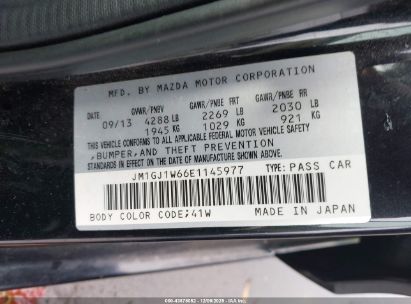 MFD. BY MAZDA MOTOR CORPORATION
GVWR/PNBV GAWR/PNBE FRT GAWR/PNBE RR
09/13 4288 LB 2269 LB 2030 LB
1945 KG 1029 KG 921 KG
THIS VEHICLE CONFORMS TO ALL
APPLICABLE FEDERAL MOTOR VEHICLE SAFETY
,BUMPER,AND THEFT PREVENTION
STANDARDS IN EFFECT ON THE DATE OF MANUFACTURE SHOWN ABOVE.
JM1GJ1W66E1145977 TYPE: PASS CAR
BODY COLOR CODE;41W MADE IN JAPAN